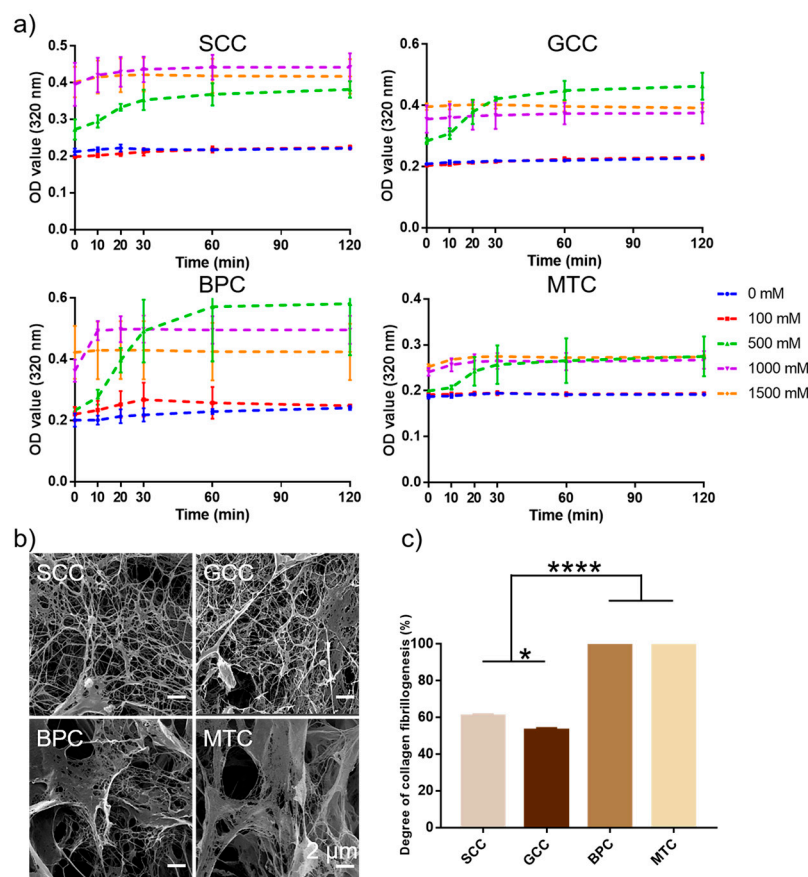 a)
SCC
OD value (320 nm)
0.5
0.4
0.3
0.2
0.1
0.0
0 10 20 30 60 90 120
Time (min)
GCC
OD value (320 nm)
0.6
0.4
0.2
0.0
0 10 20 30 60 90 120
Time (min)
BPC
OD value (320 nm)
0.6
0.4
0.2
0.0
0 10 20 30 60 90 120
Time (min)
MTC
OD value (320 nm)
0.4
0.3
0.2
0.1
0.0
0 10 20 30 60 90 120
Time (min)
0 mM
100 mM
500 mM
1000 mM
1500 mM
b)
SCC
GCC
BPC
MTC
2 μm
c)
****
*
Degree of collagen fibrillogenesis (%)
100
80
60
40
20
0
SCC
GCC
BPC
MTC